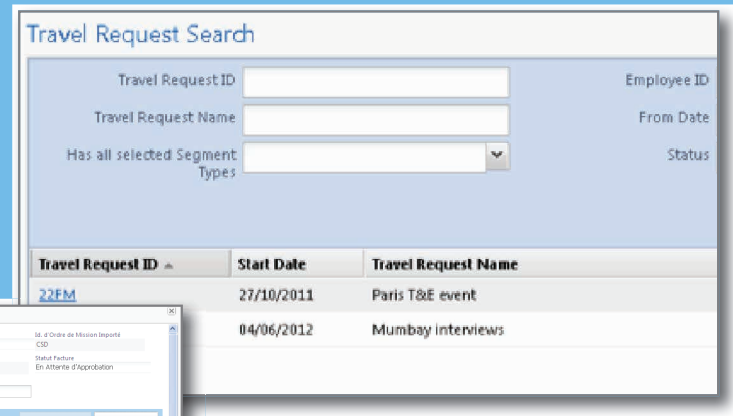 Travel Request Search
Travel Request ID
Employee ID
Travel Request Name
From Date
Has all selected Segment
Types
Status
Travel Request ID Start Date Travel Request Name
22FM 27/10/2011 Paris T&E event
04/06/2012 Mumbay interviews
Id. d'Ordre de Mission Importé
CSD
Statut Facture
En Attente d'Approbation